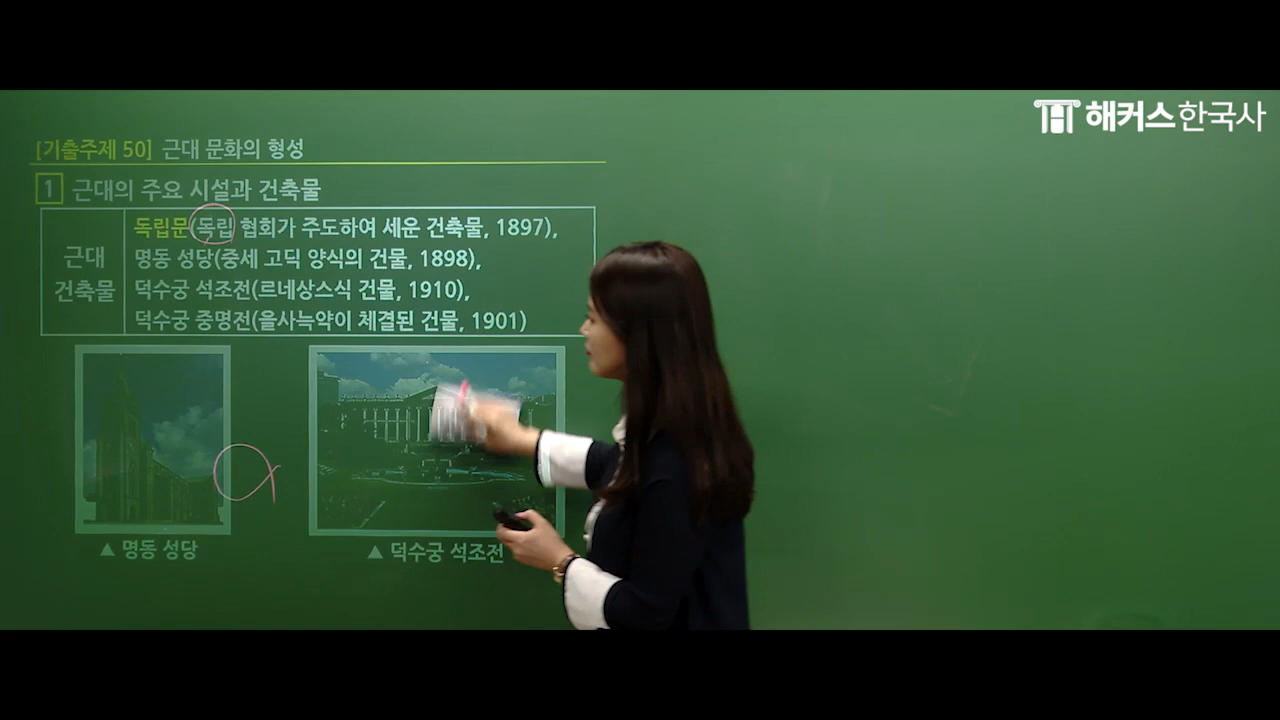 해커스한국사
[기출주제 50] 근대 문화의 형성
1 근대의 주요 시설과 건축물
근대
건축물
독립문(독립 협회가 주도하여 세운 건축물, 1897),
명동 성당(중세 고딕 양식의 건물, 1898),
덕수궁 석조전(르네상스식 건물, 1910),
덕수궁 중명전(을사늑약이 체결된 건물, 1901)
▲ 명동 성당
▲ 덕수궁 석조전